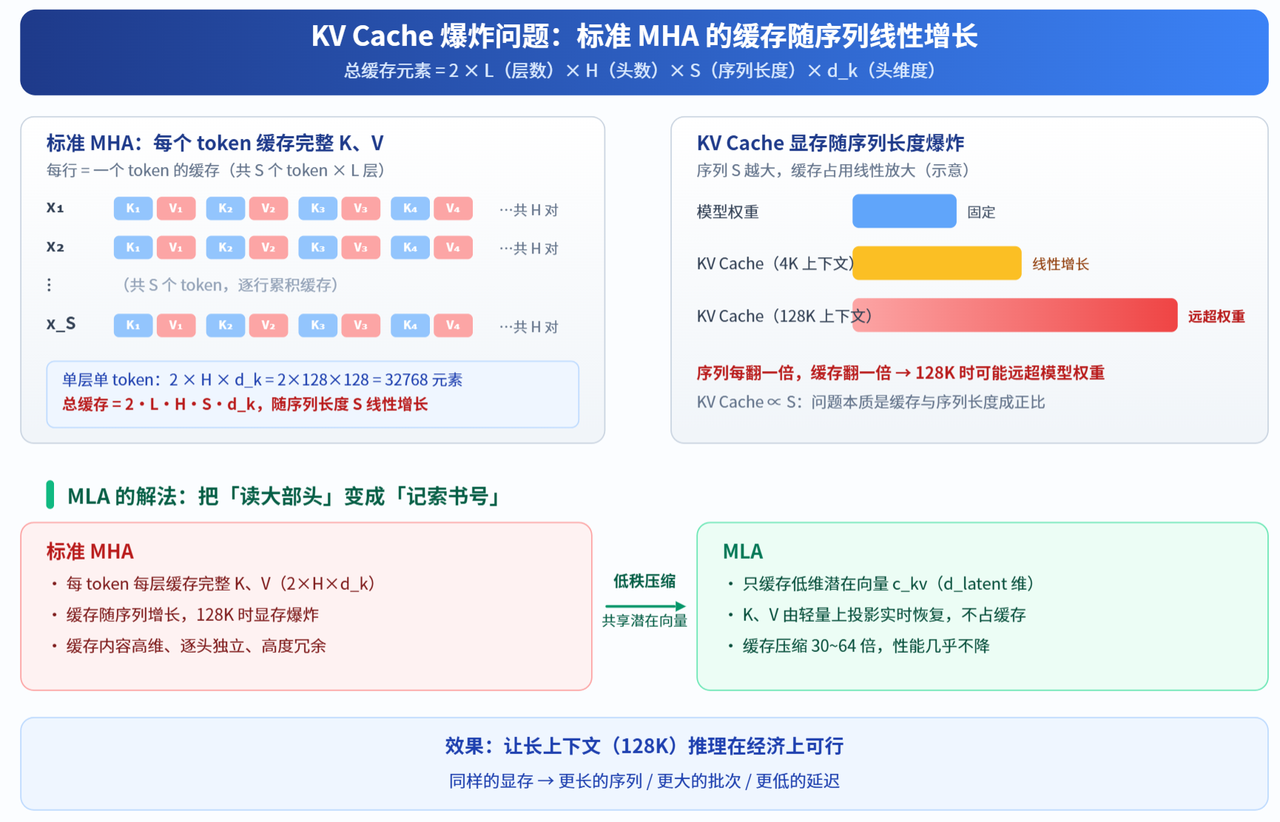 KV Cache 爆炸问题：标准 MHA 的缓存随序列线性增长
总缓存元素 = 2 × L（层数）× H（头数）× S（序列长度）× d_k（头维度）
标准 MHA：每个 token 缓存完整 K、V
每行 = 一个 token 的缓存（共 S 个 token × L 层）
x₁ K₁ V₁ K₂ V₂ K₃ V₃ K₄ V₄ ⋯共 H 对
x₂ K₁ V₁ K₂ V₂ K₃ V₃ K₄ V₄ ⋯共 H 对
⋮ （共 S 个 token，逐行累积缓存）
x_S K₁ V₁ K₂ V₂ K₃ V₃ K₄ V₄ ⋯共 H 对
单层单 token：2 × H × d_k = 2×128×128 = 32768 元素
总缓存 = 2・L・H・S・d_k，随序列长度 S 线性增长
KV Cache 显存随序列长度爆炸
序列 S 越大，缓存占用线性放大（示意）
模型权重 固定
KV Cache（4K 上下文） 线性增长
KV Cache（128K 上下文） 远超权重
序列每翻一倍，缓存翻一倍 → 128K 时可能远超模型权重
KV Cache ∝ S：问题本质是缓存与序列长度成正比
MLA 的解法：把「读大部头」变成「记索书号」
标准 MHA
・每 token 每层缓存完整 K、V（2×H×d_k）
・缓存随序列增长，128K 时显存爆炸
・缓存内容高维、逐头独立、高度冗余
低秩压缩
共享潜在向量
MLA
・只缓存低维潜在向量 c_kv（d_latent 维）
・K、V 由轻量上投影实时恢复，不占缓存
・缓存压缩 30~64 倍，性能几乎不降
效果：让长上下文（128K）推理在经济上可行
同样的显存 → 更长的序列 / 更大的批次 / 更低的延迟